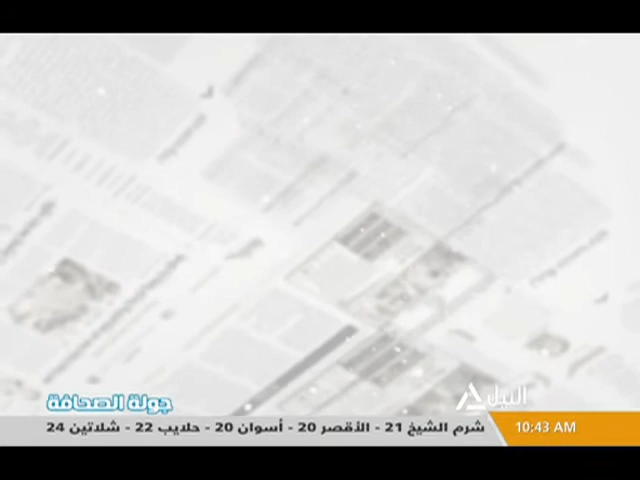 جولة الصحافة
النيل
شرم الشيخ 21 - الأقصر 20 - أسوان 20 - حلايب 22 - شلاتين 24
10:43 AM